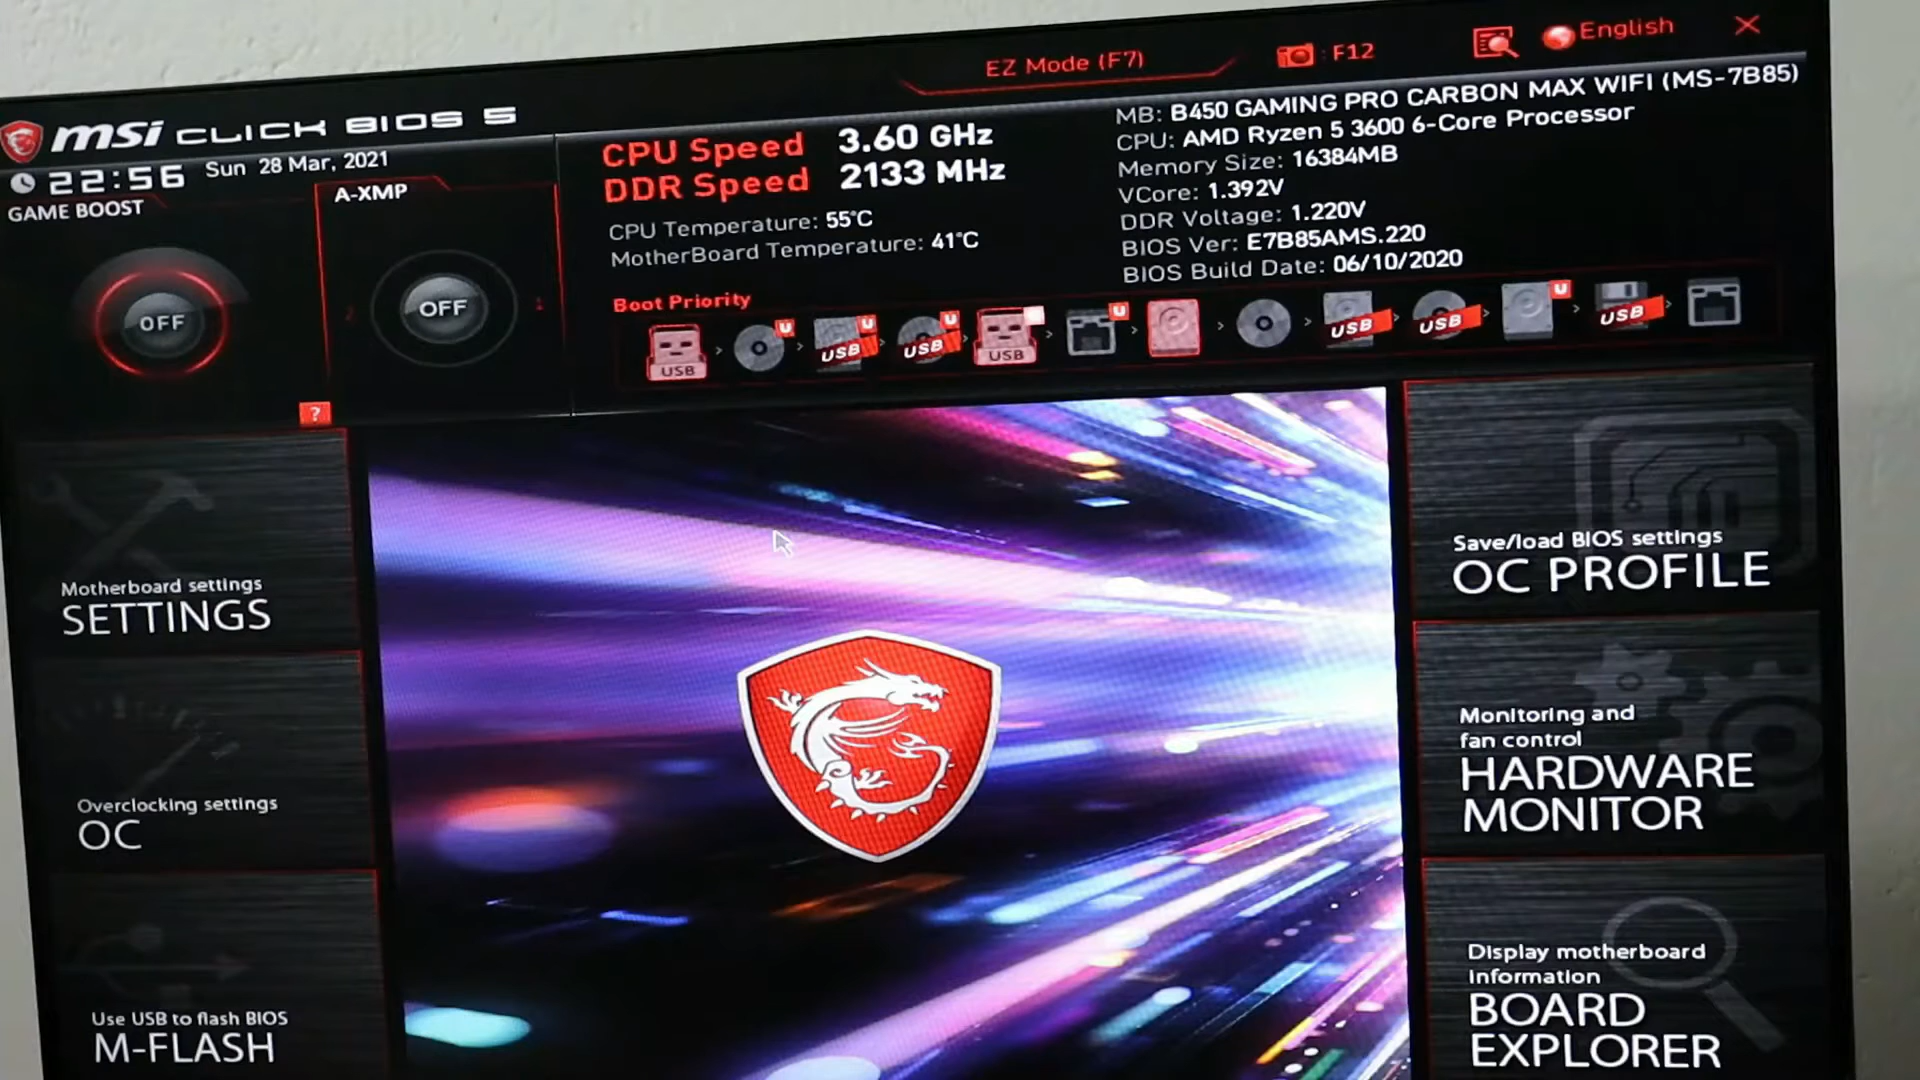 EZ Mode (F7)
: F12
English
msi CLICK BIOS 5
22:56 Sun 28 Mar, 2021
GAME BOOST
A-XMP
OFF
OFF
?
CPU Speed 3.60 GHz
DDR Speed 2133 MHz
CPU Temperature: 55°C
MotherBoard Temperature: 41°C
MB: B450 GAMING PRO CARBON MAX WIFI (MS-7B85)
CPU: AMD Ryzen 5 3600 6-Core Processor
Memory Size: 16384MB
VCore: 1.392V
DDR Voltage: 1.220V
BIOS Ver: E7B85AMS.220
BIOS Build Date: 06/10/2020
Boot Priority
USB U USB U USB U USB U USB USB U USB
Motherboard settings
SETTINGS
Overclocking settings
OC
Use USB to flash BIOS
M-FLASH
Save/load BIOS settings
OC PROFILE
Monitoring and
fan control
HARDWARE
MONITOR
Display motherboard
information
BOARD
EXPLORER